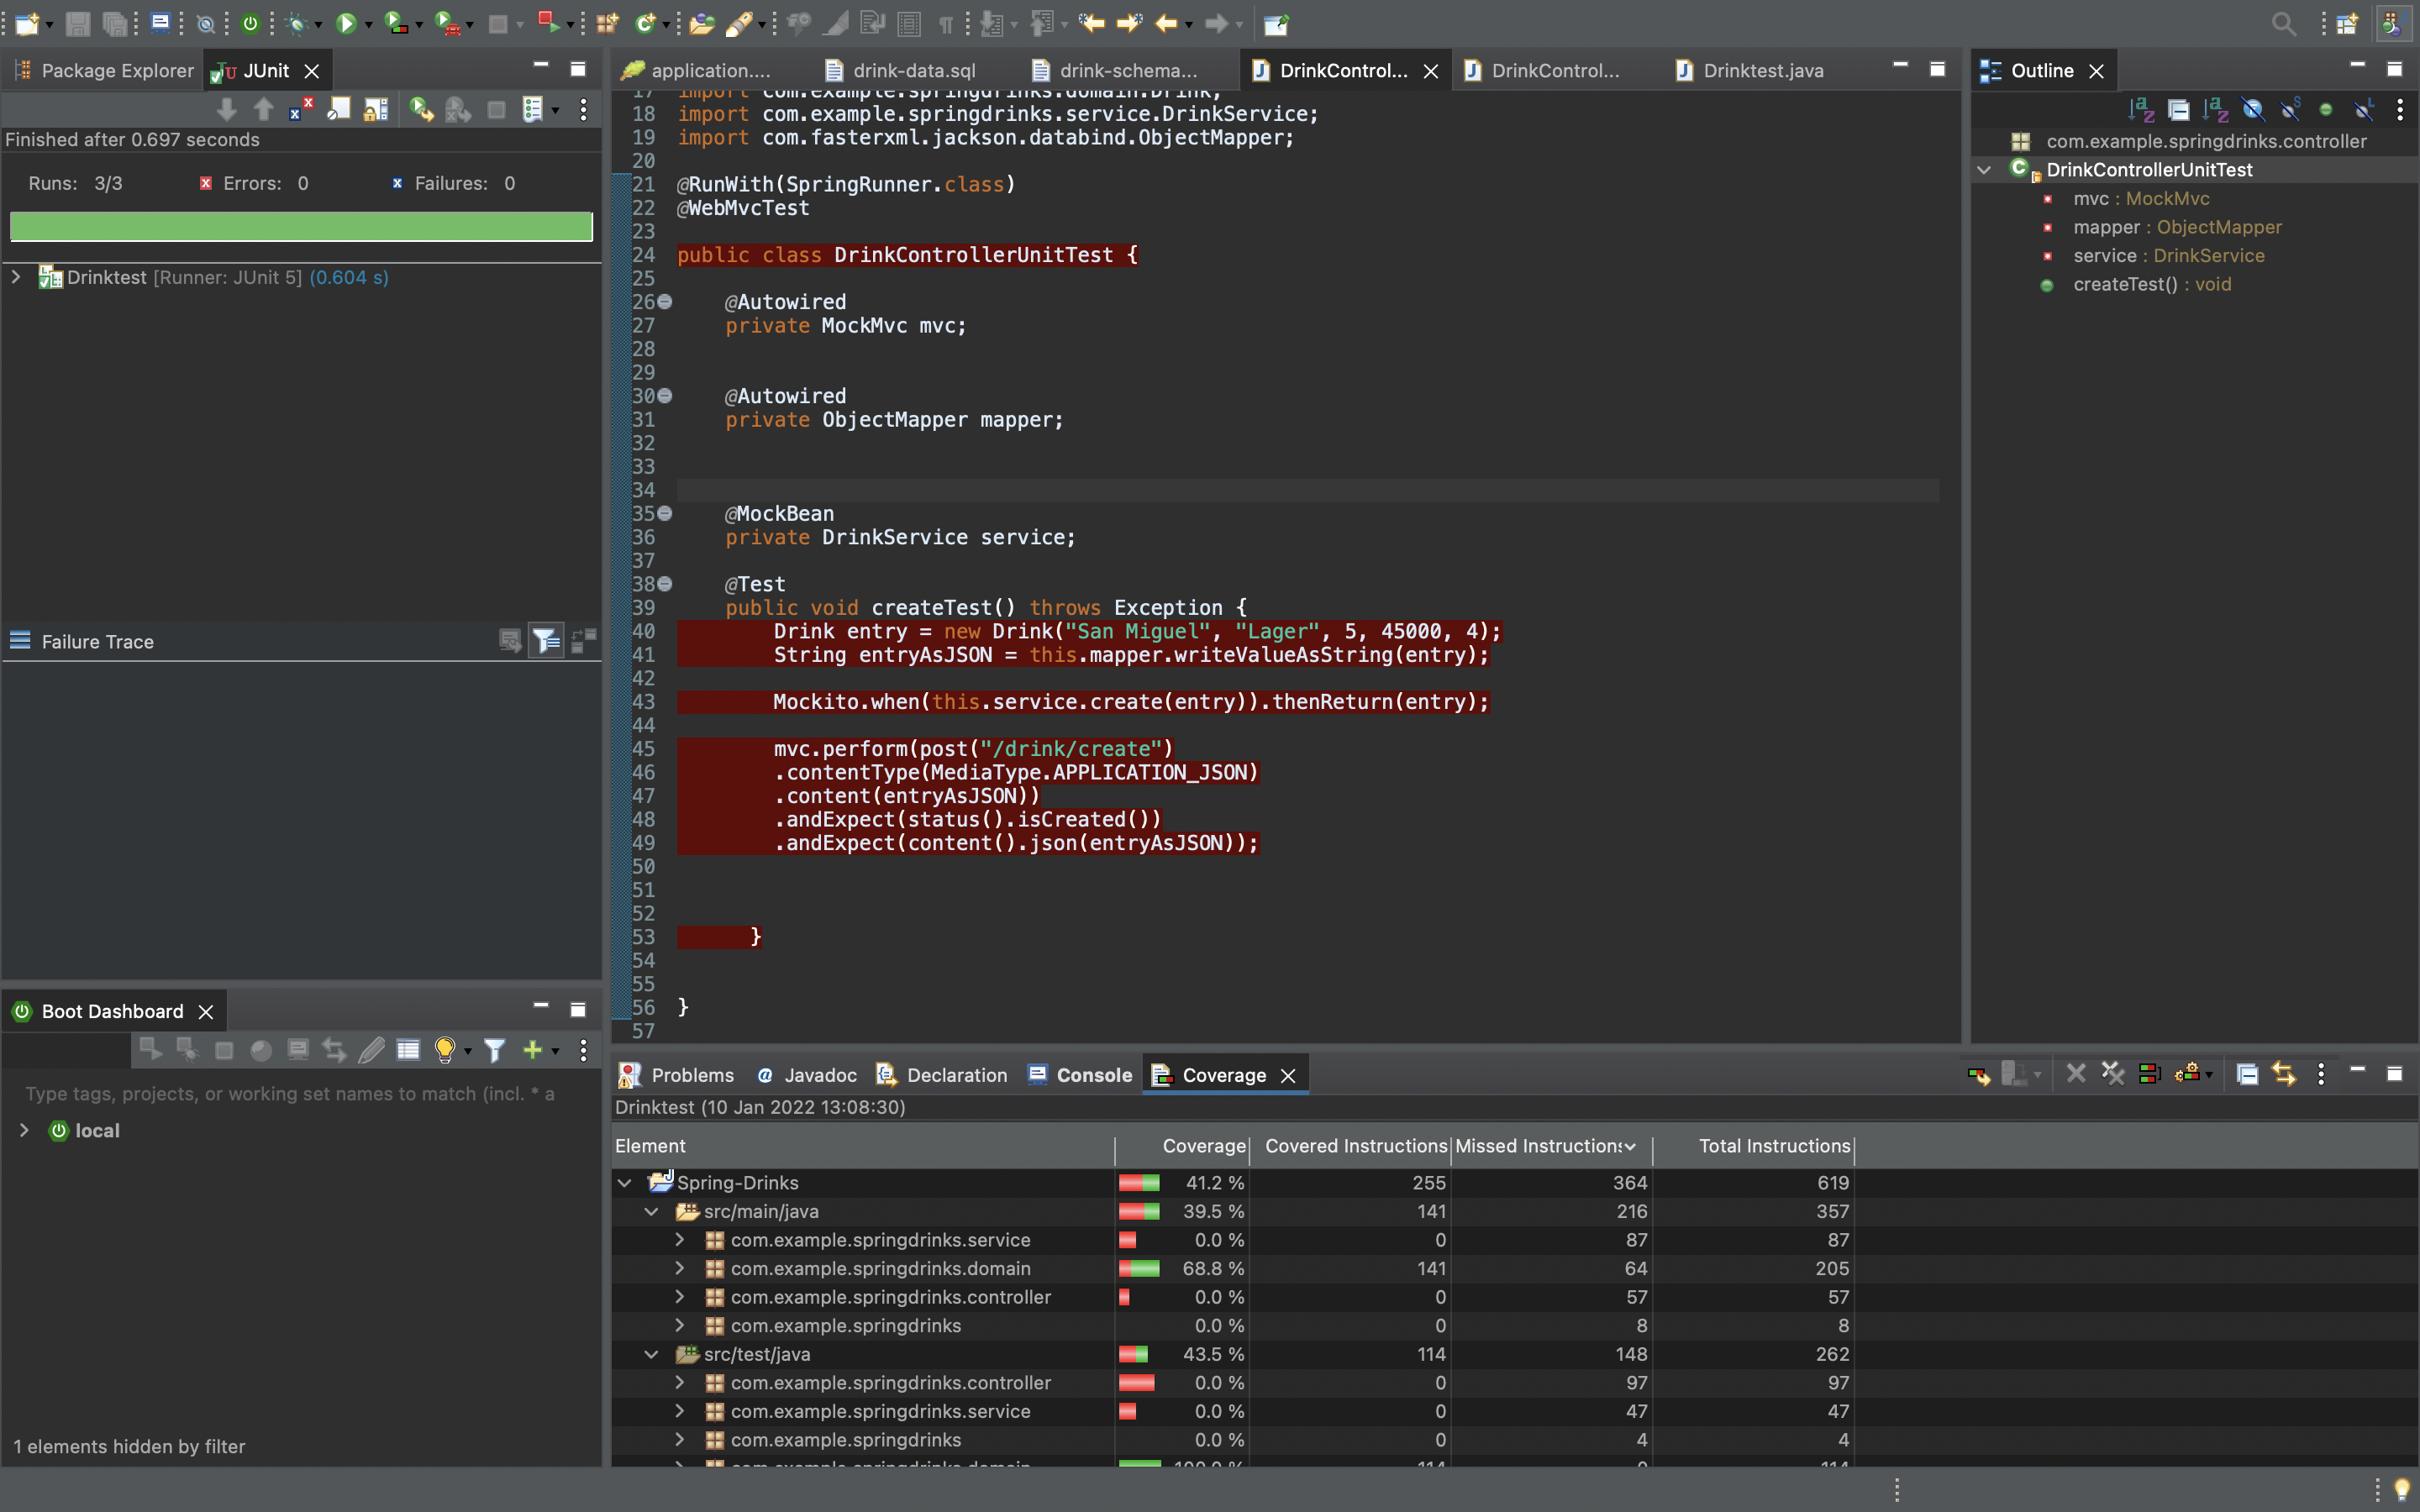 Package Explorer
JUnit
Finished after 0.697 seconds
Runs: 3/3
Errors: 0
Failures: 0
Drinktest [Runner: JUnit 5] (0.604 s)
Failure Trace
Boot Dashboard
Type tags, projects, or working set names to match (incl. * a
local
1 elements hidden by filter
application....
drink-data.sql
drink-schema...
DrinkControl...
DrinkControl...
Drinktest.java
17 import com.example.springdrinks.domain.Drink;
18 import com.example.springdrinks.service.DrinkService;
19 import com.fasterxml.jackson.databind.ObjectMapper;
20
21 @RunWith(SpringRunner.class)
22 @WebMvcTest
23
24 public class DrinkControllerUnitTest {
25
26 @Autowired
27 private MockMvc mvc;
28
29
30 @Autowired
31 private ObjectMapper mapper;
32
33
34
35 @MockBean
36 private DrinkService service;
37
38 @Test
39 public void createTest() throws Exception {
40 Drink entry = new Drink("San Miguel", "Lager", 5, 45000, 4);
41 String entryAsJSON = this.mapper.writeValueAsString(entry);
42
43 Mockito.when(this.service.create(entry)).thenReturn(entry);
44
45 mvc.perform(post("/drink/create")
46 .contentType(MediaType.APPLICATION_JSON)
47 .content(entryAsJSON))
48 .andExpect(status().isCreated())
49 .andExpect(content().json(entryAsJSON));
50
51
52
53 }
54
55
56 }
57
Outline
com.example.springdrinks.controller
DrinkControllerUnitTest
mvc : MockMvc
mapper : ObjectMapper
service : DrinkService
createTest() : void
Problems
Javadoc
Declaration
Console
Coverage
Drinktest (10 Jan 2022 13:08:30)
Element Coverage Covered Instructions Missed Instructions Total Instructions
Spring-Drinks 41.2 % 255 364 619
src/main/java 39.5 % 141 216 357
com.example.springdrinks.service 0.0 % 0 87 87
com.example.springdrinks.domain 68.8 % 141 64 205
com.example.springdrinks.controller 0.0 % 0 57 57
com.example.springdrinks 0.0 % 0 8 8
src/test/java 43.5 % 114 148 262
com.example.springdrinks.controller 0.0 % 0 97 97
com.example.springdrinks.service 0.0 % 0 47 47
com.example.springdrinks 0.0 % 0 4 4
com.example.springdrinks.domain 100.0 % 114 0 114